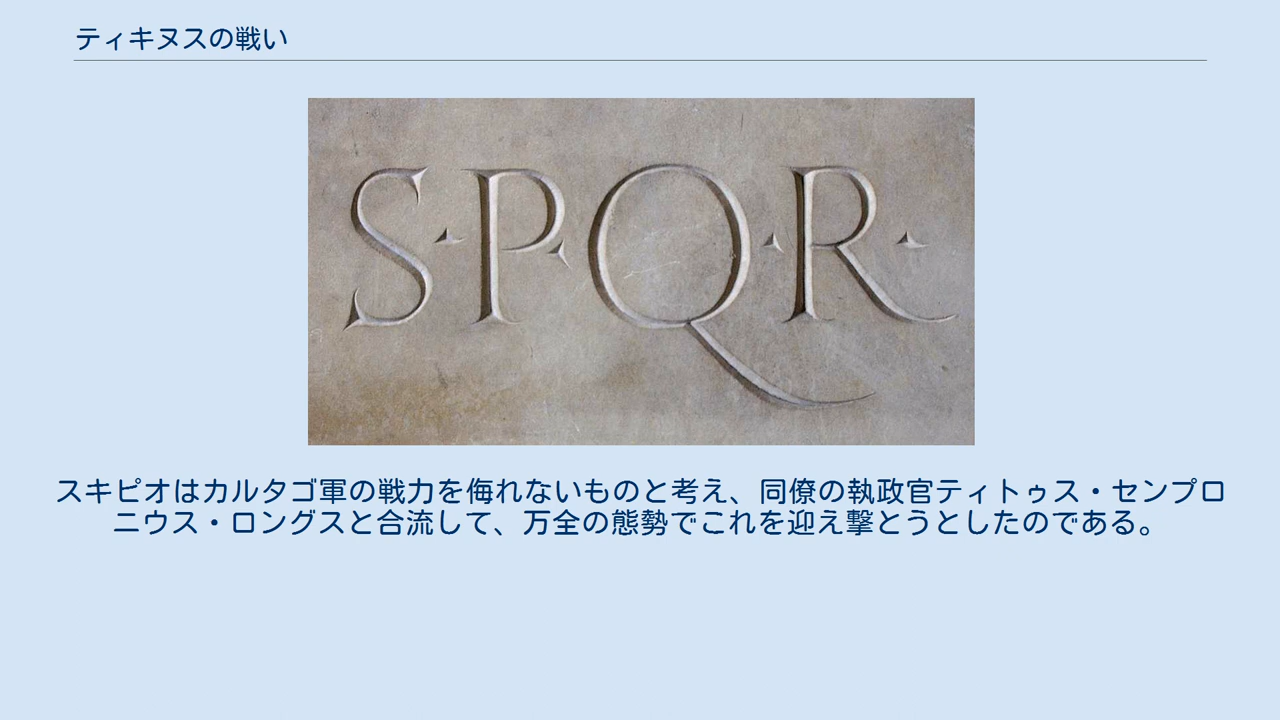 ティキヌスの戦い
S·P·Q·R·
スキピオはカルタゴ軍の戦力を侮れないものと考え、同僚の執政官ティトゥス・センプロ
ニウス・ロングスと合流して、万全の態勢でこれを迎え撃とうとしたのである。